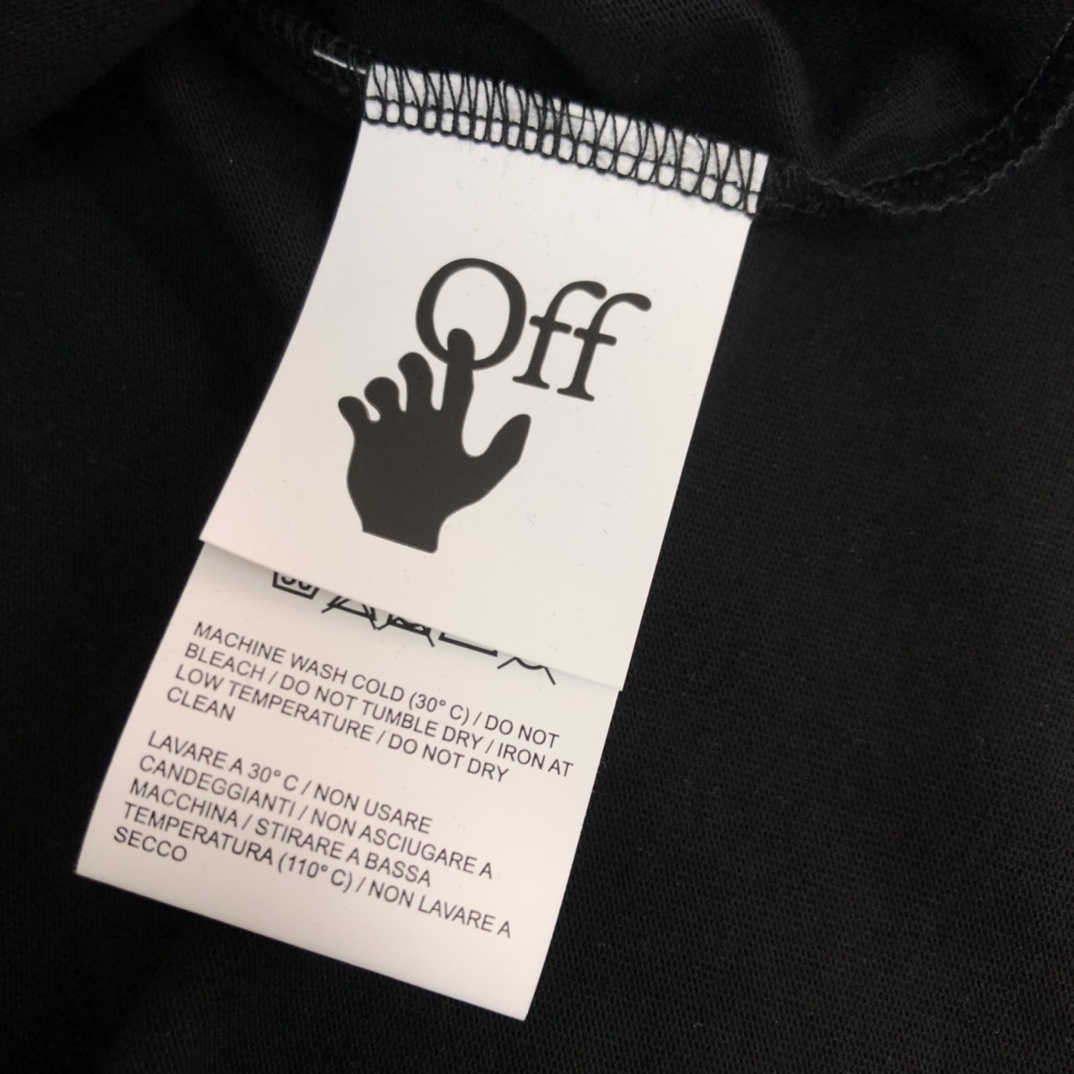 Off
MACHINE WASH COLD (30° C) / DO NOT
BLEACH / DO NOT TUMBLE DRY / IRON AT
LOW TEMPERATURE / DO NOT DRY
CLEAN
LAVARE A 30° C / NON USARE
CANDEGGIANTI / NON ASCIUGARE A
MACCHINA / STIRARE A BASSA
TEMPERATURA (110° C) / NON LAVARE A
SECCO